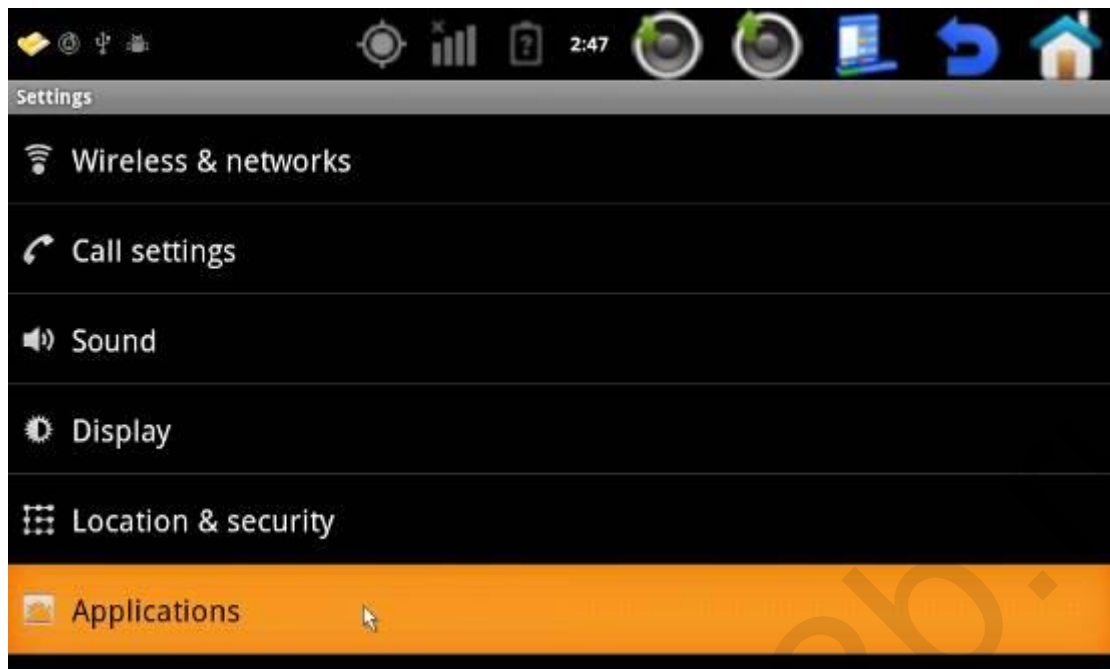 2:47
Settings
Wireless & networks
Call settings
Sound
Display
Location & security
Applications